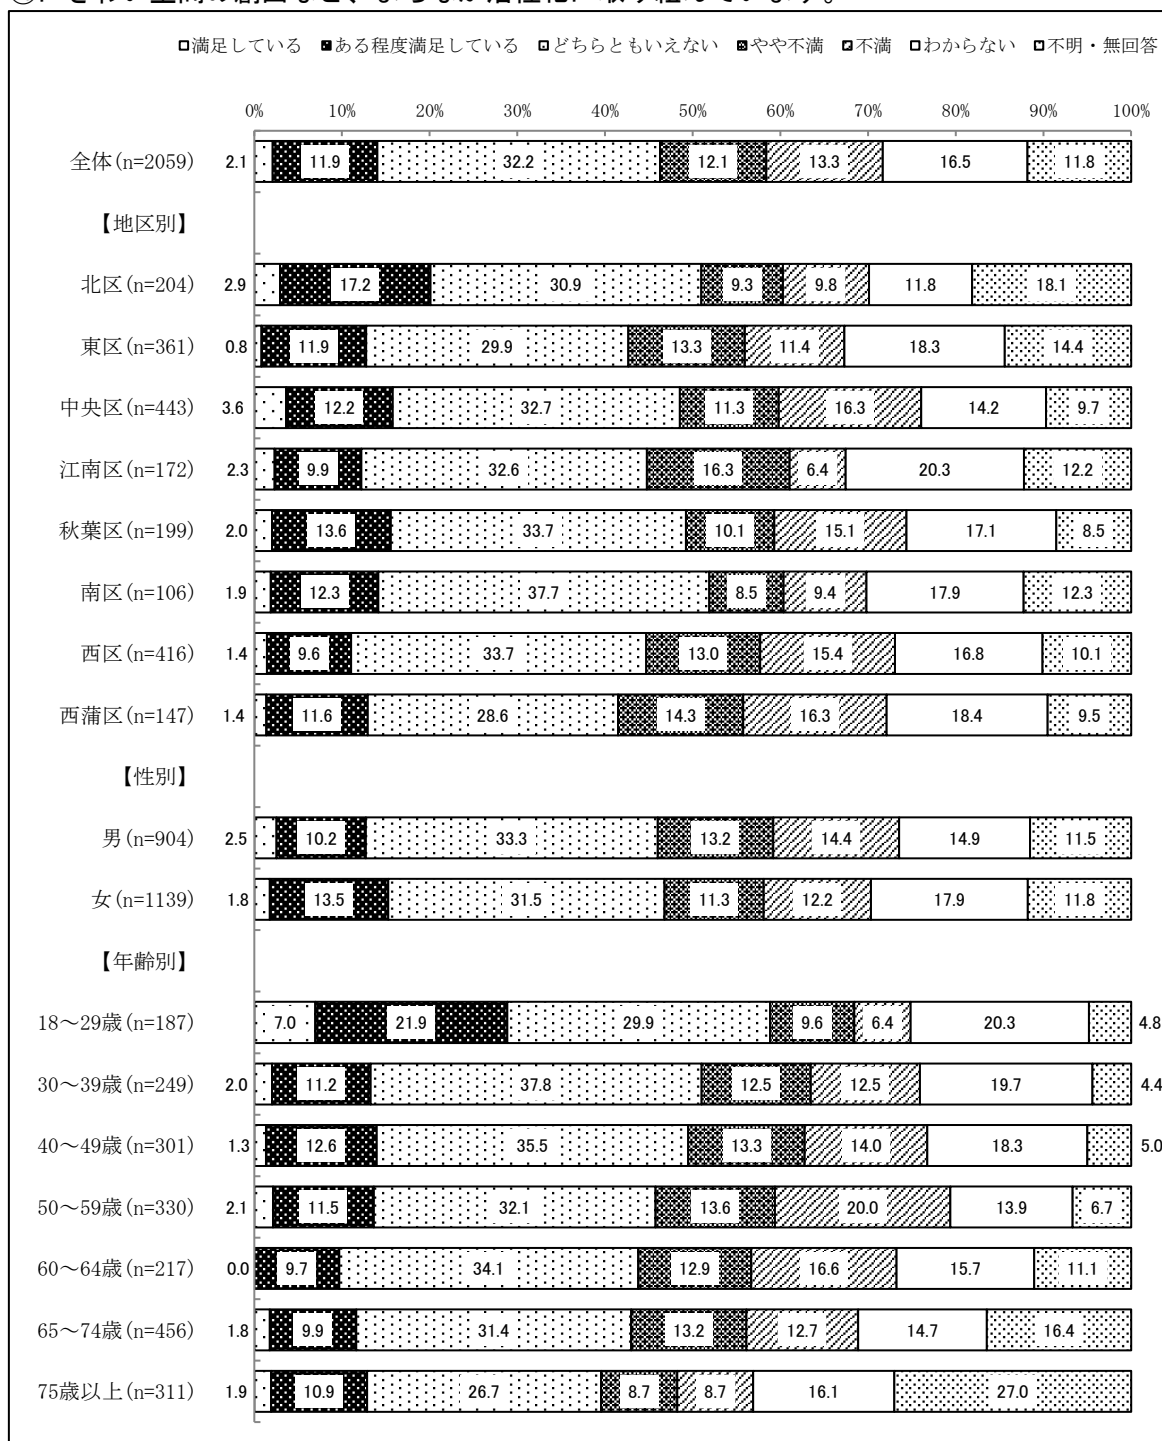 □満足している ■ある程度満足している □どちらともいえない ■やや不満 □不満 □わからない □不明・無回答
0% 10% 20% 30% 40% 50% 60% 70% 80% 90% 100%
全体(n=2059) 2.1 11.9 32.2 12.1 13.3 16.5 11.8
【地区別】
北区(n=204) 2.9 17.2 30.9 9.3 9.8 11.8 18.1
東区(n=361) 0.8 11.9 29.9 13.3 11.4 18.3 14.4
中央区(n=443) 3.6 12.2 32.7 11.3 16.3 14.2 9.7
江南区(n=172) 2.3 9.9 32.6 16.3 6.4 20.3 12.2
秋葉区(n=199) 2.0 13.6 33.7 10.1 15.1 17.1 8.5
南区(n=106) 1.9 12.3 37.7 8.5 9.4 17.9 12.3
西区(n=416) 1.4 9.6 33.7 13.0 15.4 16.8 10.1
西蒲区(n=147) 1.4 11.6 28.6 14.3 16.3 18.4 9.5
【性別】
男(n=904) 2.5 10.2 33.3 13.2 14.4 14.9 11.5
女(n=1139) 1.8 13.5 31.5 11.3 12.2 17.9 11.8
【年齢別】
18～29歳(n=187) 7.0 21.9 29.9 9.6 6.4 20.3 4.8
30～39歳(n=249) 2.0 11.2 37.8 12.5 12.5 19.7 4.4
40～49歳(n=301) 1.3 12.6 35.5 13.3 14.0 18.3 5.0
50～59歳(n=330) 2.1 11.5 32.1 13.6 20.0 13.9 6.7
60～64歳(n=217) 0.0 9.7 34.1 12.9 16.6 15.7 11.1
65～74歳(n=456) 1.8 9.9 31.4 13.2 12.7 14.7 16.4
75歳以上(n=311) 1.9 10.9 26.7 8.7 8.7 16.1 27.0